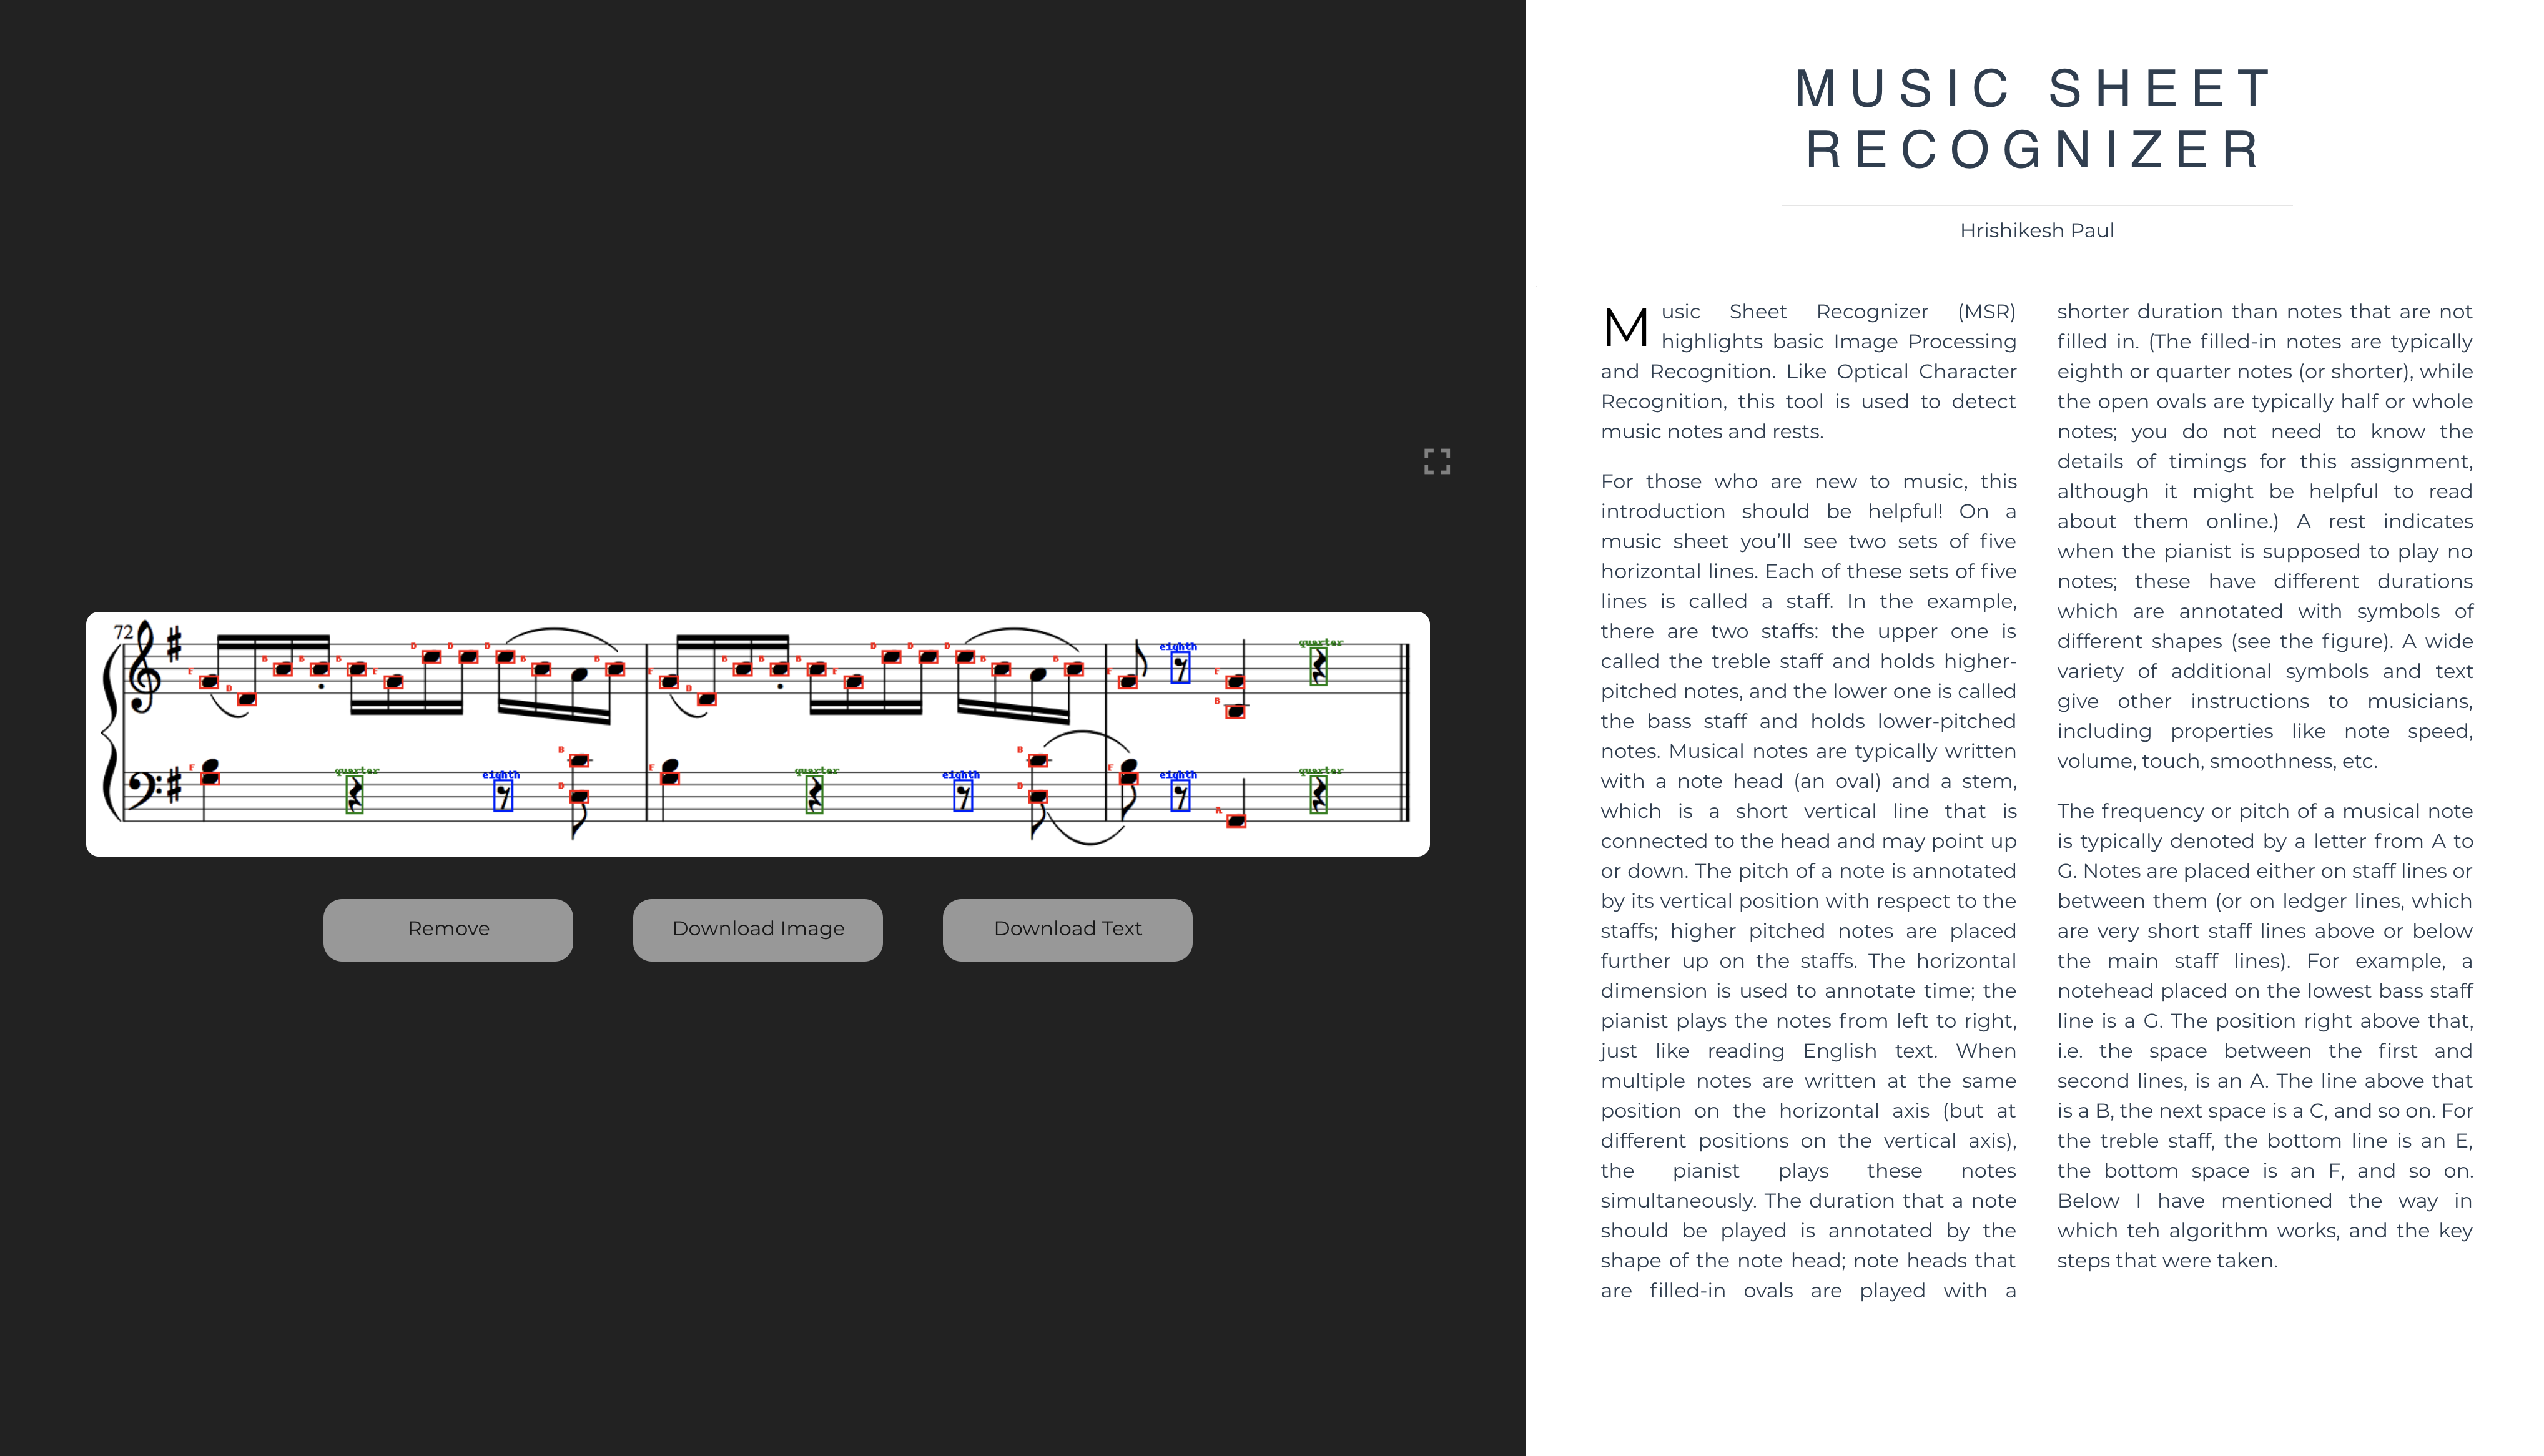 72
eighth
quarter
quarter
eighth
quarter
eighth
eighth
quarter
Remove
Download Image
Download Text
MUSIC SHEET
RECOGNIZER
Hrishikesh Paul
Music Sheet Recognizer (MSR)
highlights basic Image Processing
and Recognition. Like Optical Character
Recognition, this tool is used to detect
music notes and rests.
For those who are new to music, this
introduction should be helpful! On a
music sheet you’ll see two sets of five
horizontal lines. Each of these sets of five
lines is called a staff. In the example,
there are two staffs: the upper one is
called the treble staff and holds higher-
pitched notes, and the lower one is called
the bass staff and holds lower-pitched
notes. Musical notes are typically written
with a note head (an oval) and a stem,
which is a short vertical line that is
connected to the head and may point up
or down. The pitch of a note is annotated
by its vertical position with respect to the
staffs; higher pitched notes are placed
further up on the staffs. The horizontal
dimension is used to annotate time; the
pianist plays the notes from left to right,
just like reading English text. When
multiple notes are written at the same
position on the horizontal axis (but at
different positions on the vertical axis),
the pianist plays these notes
simultaneously. The duration that a note
should be played is annotated by the
shape of the note head; note heads that
are filled-in ovals are played with a
shorter duration than notes that are not
filled in. (The filled-in notes are typically
eighth or quarter notes (or shorter), while
the open ovals are typically half or whole
notes; you do not need to know the
details of timings for this assignment,
although it might be helpful to read
about them online.) A rest indicates
when the pianist is supposed to play no
notes; these have different durations
which are annotated with symbols of
different shapes (see the figure). A wide
variety of additional symbols and text
give other instructions to musicians,
including properties like note speed,
volume, touch, smoothness, etc.
The frequency or pitch of a musical note
is typically denoted by a letter from A to
G. Notes are placed either on staff lines or
between them (or on ledger lines, which
are very short staff lines above or below
the main staff lines). For example, a
notehead placed on the lowest bass staff
line is a G. The position right above that,
i.e. the space between the first and
second lines, is an A. The line above that
is a B, the next space is a C, and so on. For
the treble staff, the bottom line is an E,
the bottom space is an F, and so on.
Below I have mentioned the way in
which teh algorithm works, and the key
steps that were taken.